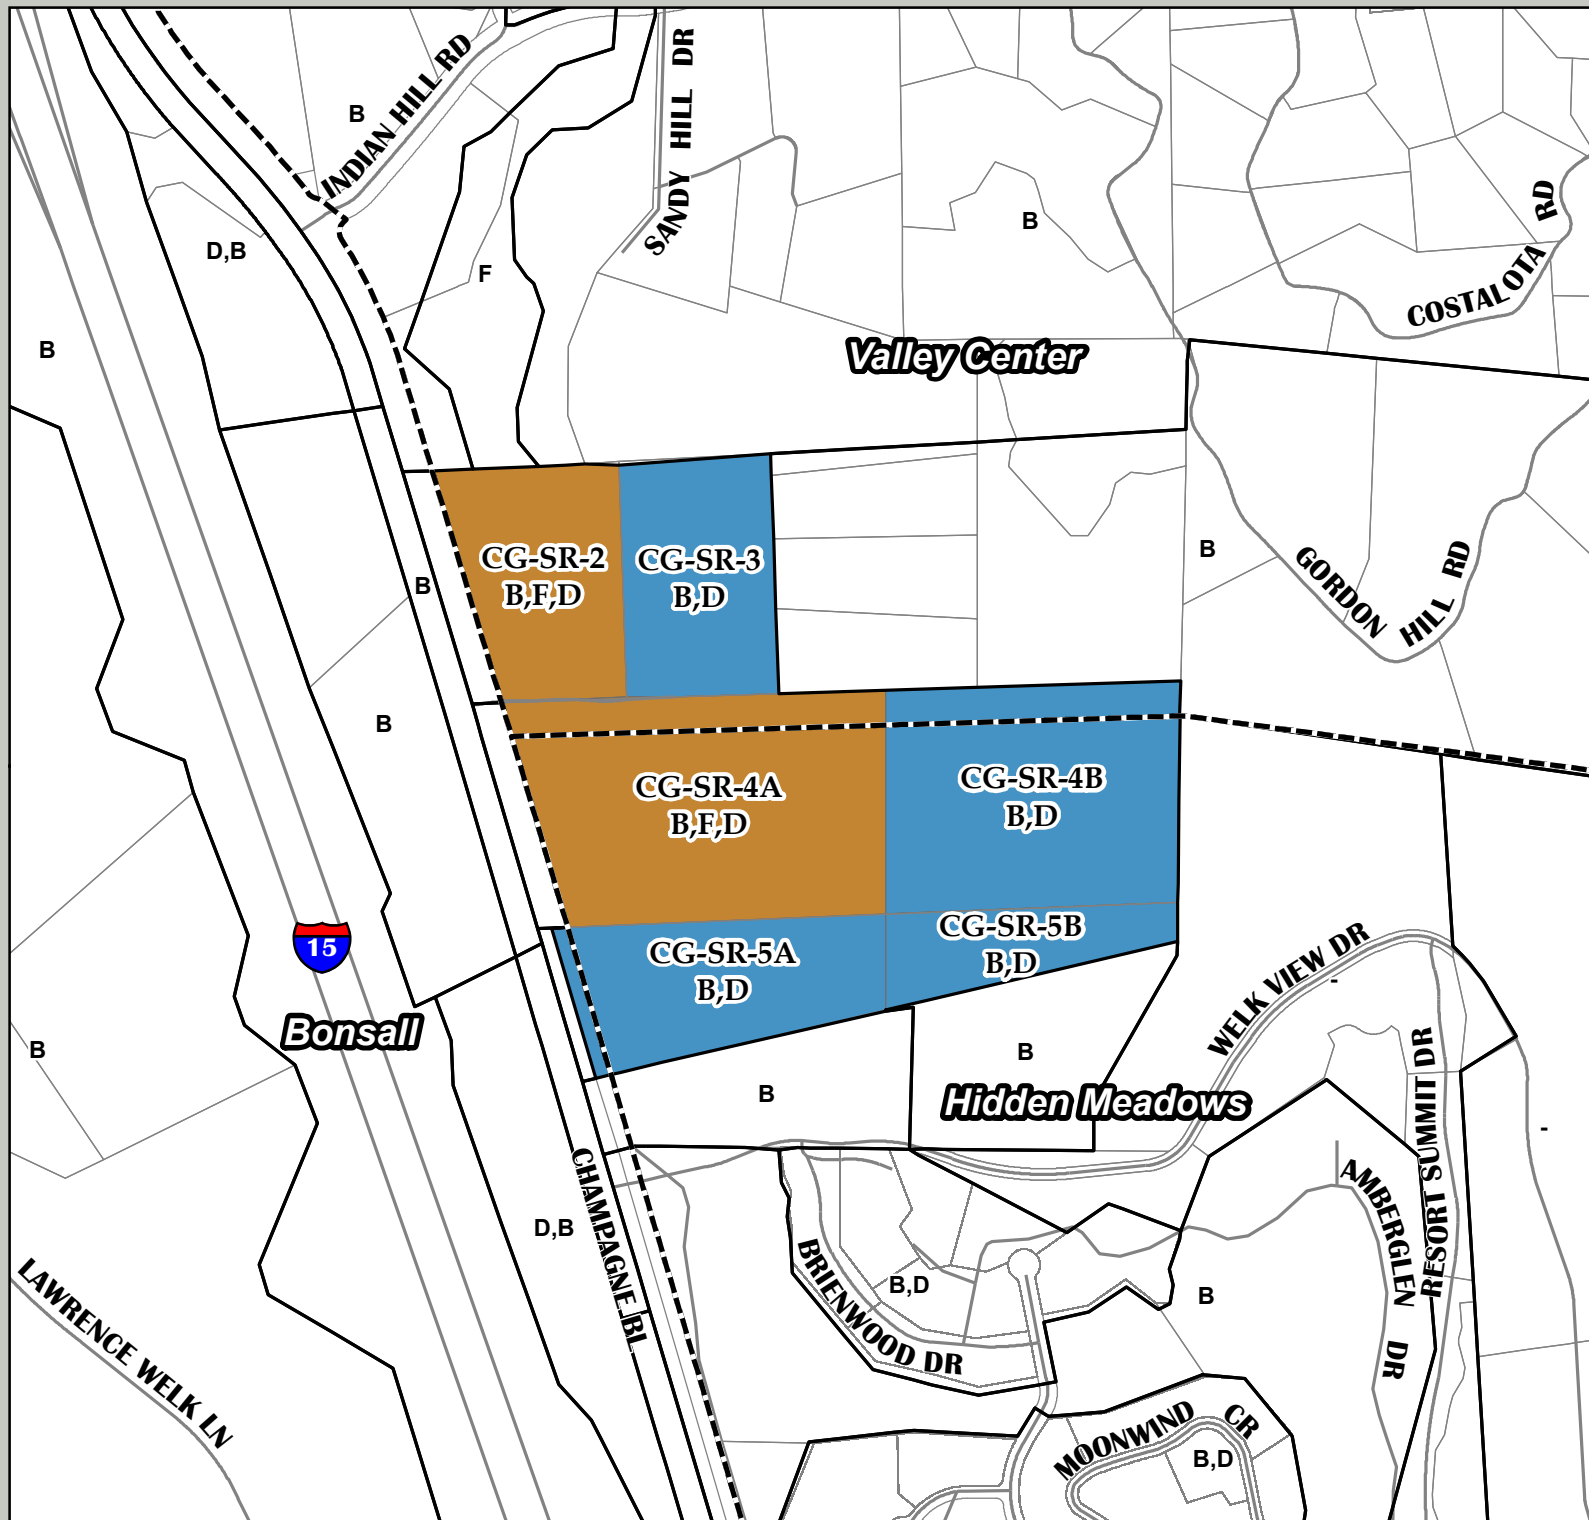 INDIAN HILL RD
SANDY HILL DR
B
B
COSTALOTA RD
D,B
F
B
Valley Center
CG-SR-2
B,F,D
CG-SR-3
B,D
B
B
GORDON HILL RD
B
CG-SR-4A
B,F,D
CG-SR-4B
B,D
CG-SR-5A
B,D
CG-SR-5B
B,D
15
Bonsall
B
WELK VIEW DR
-
B
B
Hidden Meadows
RESORT SUMMIT DR
-
AMBERGLEN DR
CHAMPAGNE BL
D,B
BRIENWOOD DR
B,D
B
LAWRENCE WELK LN
MOONWIND CR
B,D